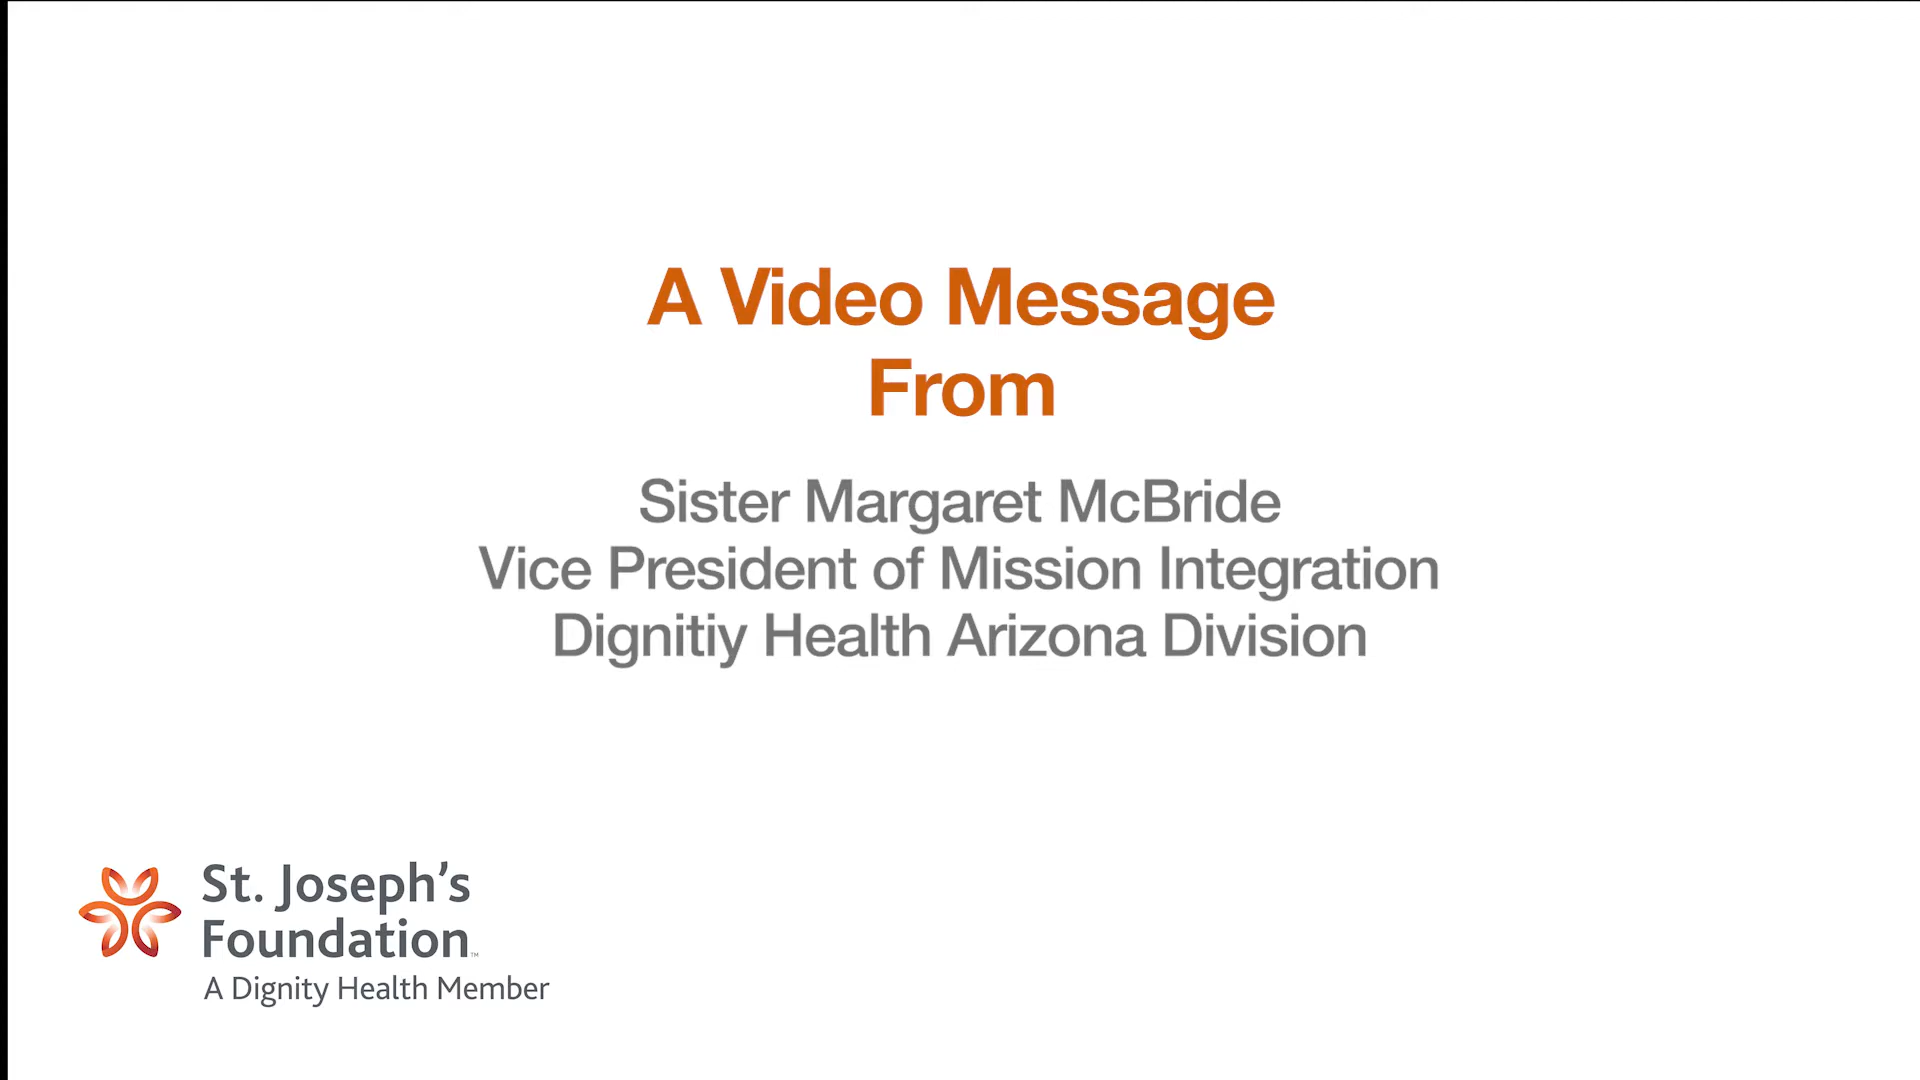 A Video Message
From
Sister Margaret McBride
Vice President of Mission Integration
Dignitiy Health Arizona Division
St. Joseph's
Foundation™
A Dignity Health Member